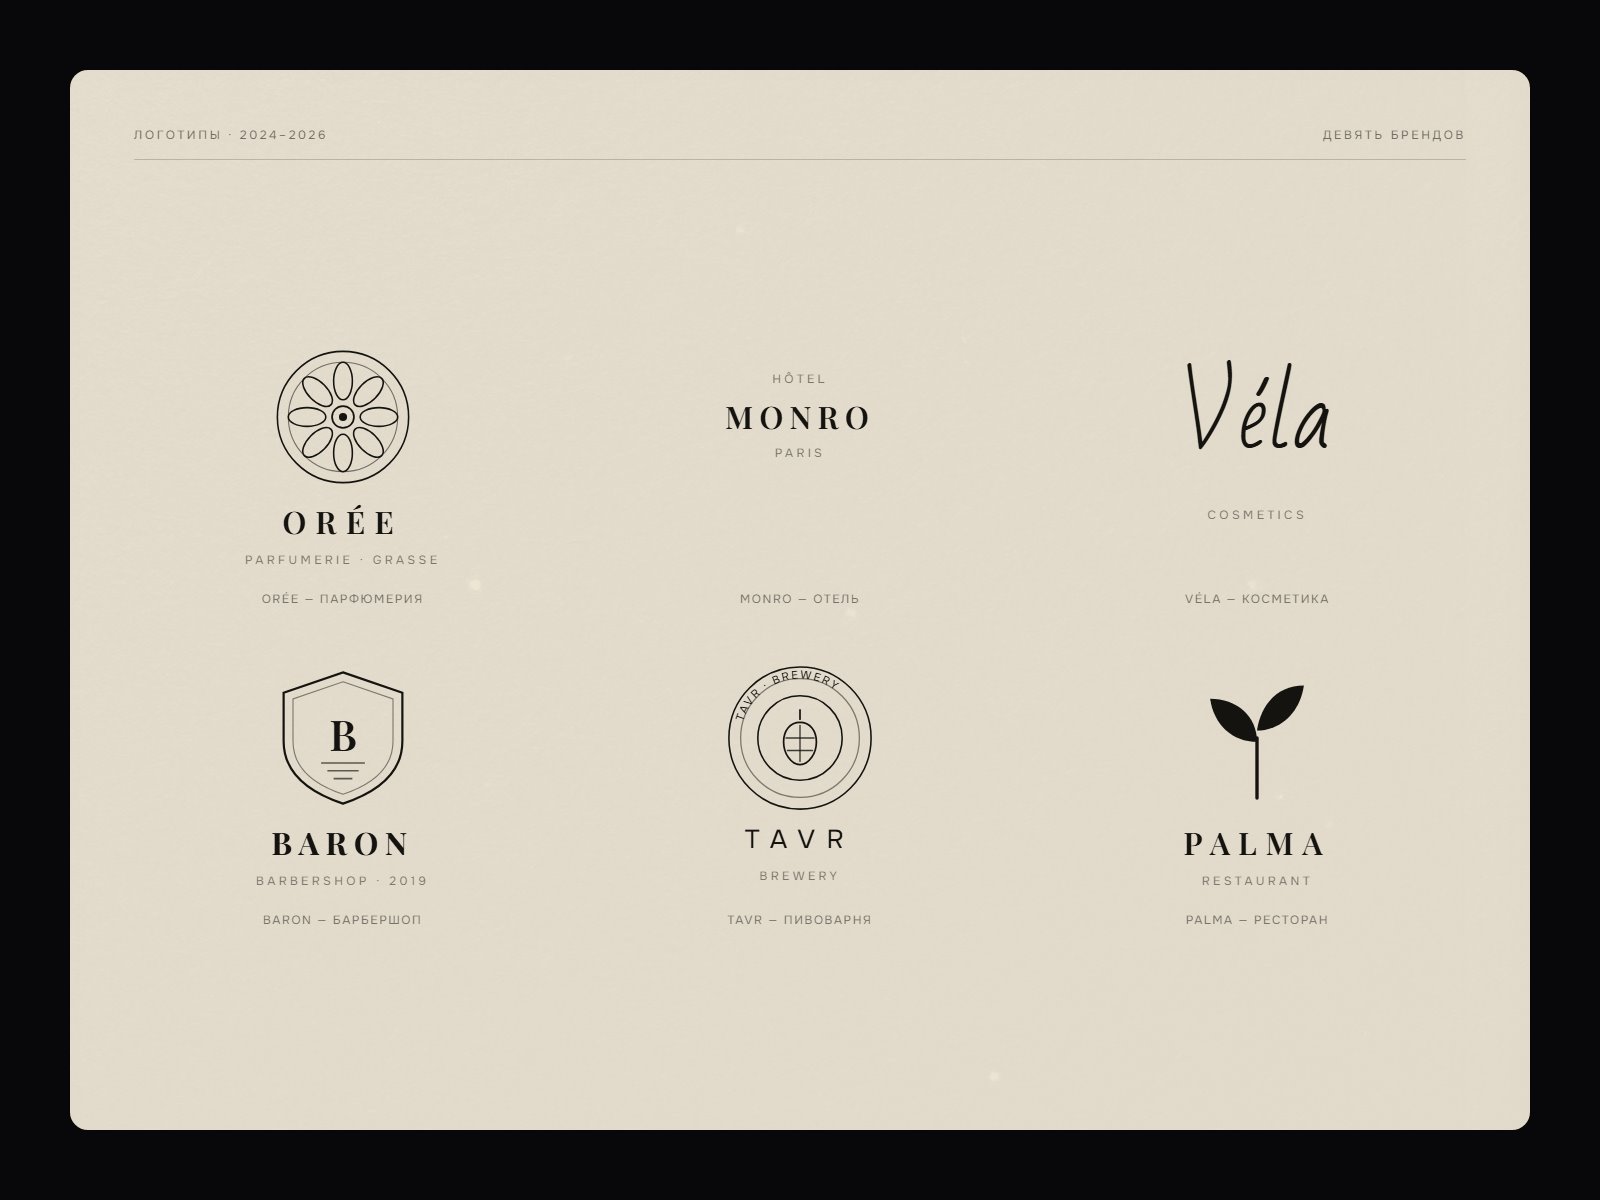 ЛОГОТИПЫ · 2024–2026
ДЕВЯТЬ БРЕНДОВ
ORÉE
PARFUMERIE · GRASSE
ORÉE — ПАРФЮМЕРИЯ
HÔTEL
MONRO
PARIS
MONRO — ОТЕЛЬ
Véla
COSMETICS
VÉLA — КОСМЕТИКА
B
BARON
BARBERSHOP · 2019
BARON — БАРБЕРШОП
TAVR · BREWERY
TAVR
BREWERY
TAVR — ПИВОВАРНЯ
PALMA
RESTAURANT
PALMA — РЕСТОРАН